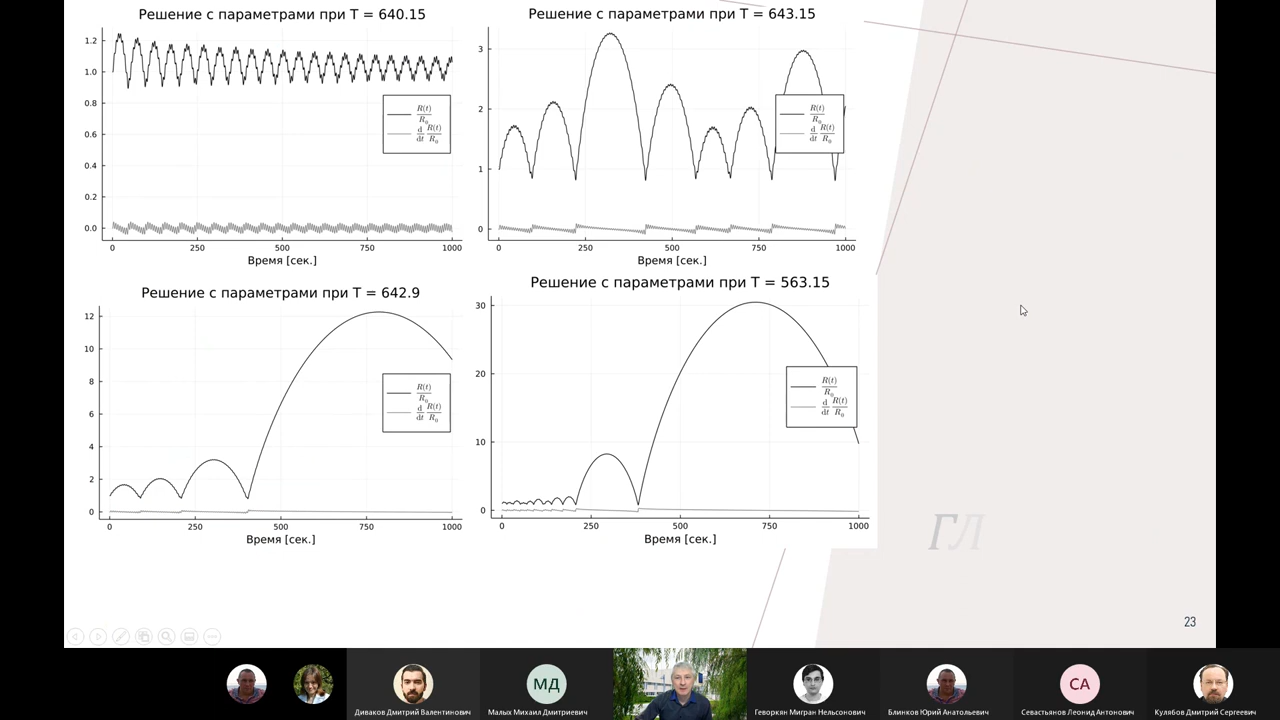 Решение с параметрами при T = 640.15
1.2
1.0
0.8
0.6
0.4
0.2
0.0
R(t)
R₀
d R(t)
dt R₀
0 250 500 750 1000
Время [сек.]
Решение с параметрами при T = 643.15
3
2
1
0
R(t)
R₀
d R(t)
dt R₀
0 250 500 750 1000
Время [сек.]
Решение с параметрами при T = 642.9
12
10
8
6
4
2
0
R(t)
R₀
d R(t)
dt R₀
0 250 500 750 1000
Время [сек.]
Решение с параметрами при T = 563.15
30
20
10
0
R(t)
R₀
d R(t)
dt R₀
0 250 500 750 1000
Время [сек.]
ГЛ
23
МД
СА
Диваков Дмитрий Валентинович
Малых Михаил Дмитриевич
Геворкян Мигран Нельсонович
Блинков Юрий Анатольевич
Севастьянов Леонид Антонович
Кулябов Дмитрий Сергеевич